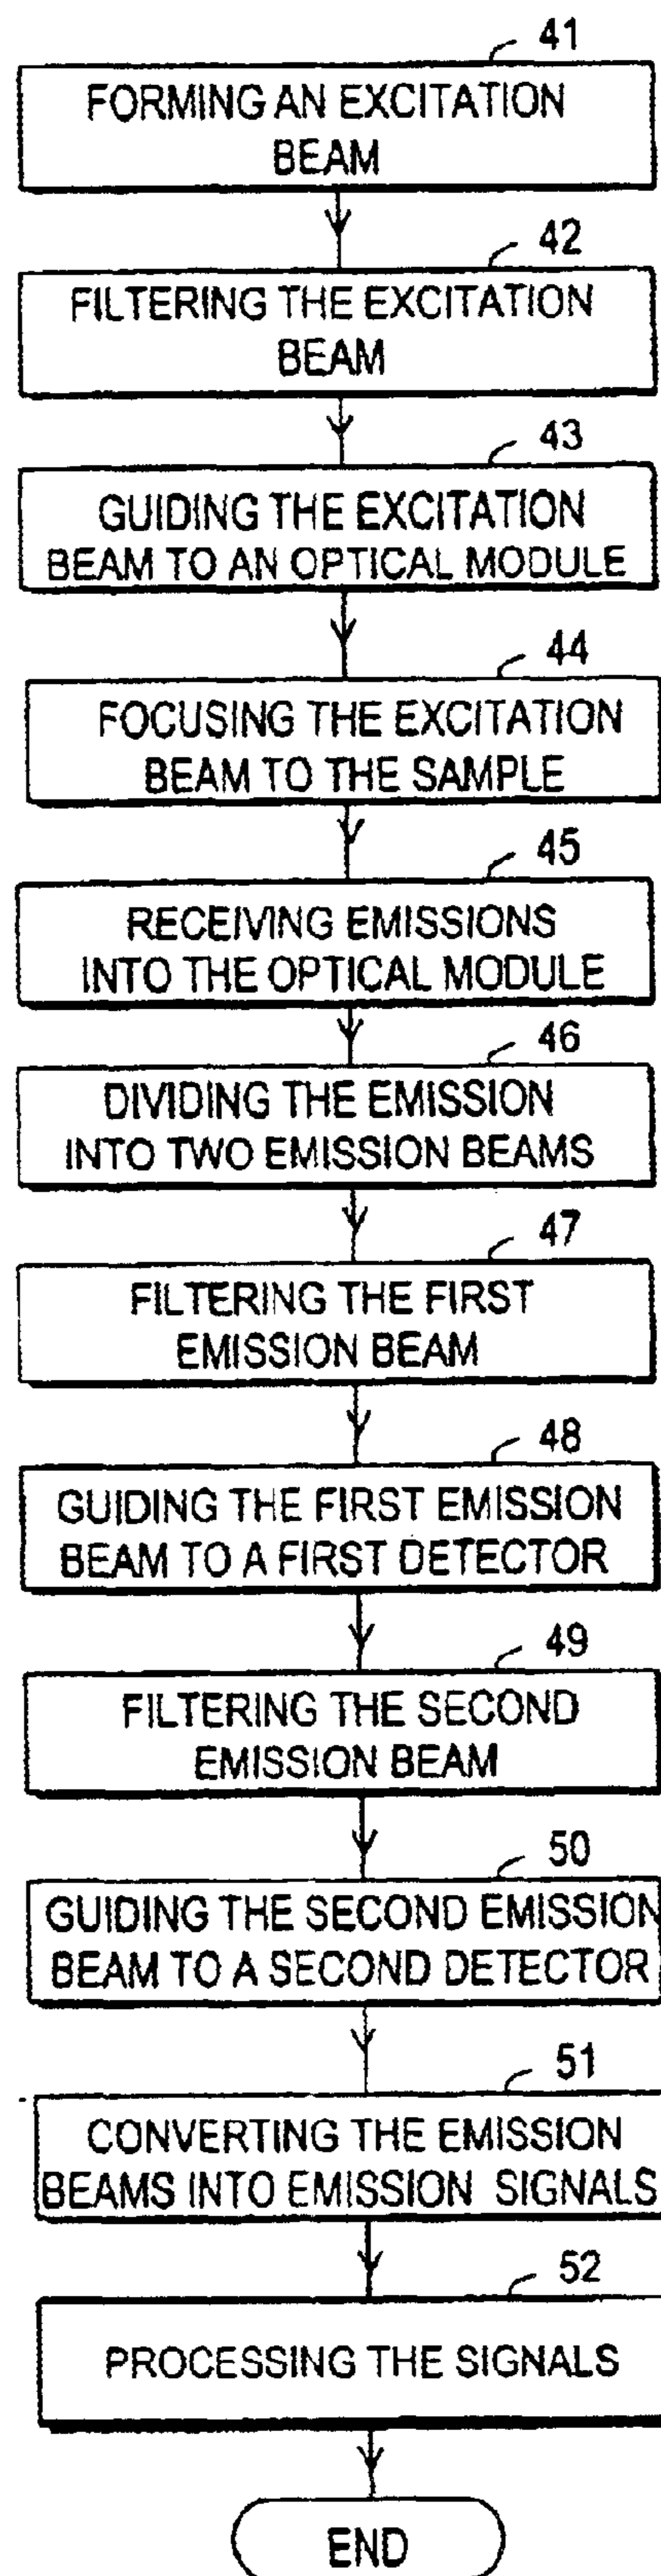 41
FORMING AN EXCITATION
BEAM
42
FILTERING THE EXCITATION
BEAM
43
GUIDING THE EXCITATION
BEAM TO AN OPTICAL MODULE
44
FOCUSING THE EXCITATION
BEAM TO THE SAMPLE
45
RECEIVING EMISSIONS
INTO THE OPTICAL MODULE
46
DIVIDING THE EMISSION
INTO TWO EMISSION BEAMS
47
FILTERING THE FIRST
EMISSION BEAM
48
GUIDING THE FIRST EMISSION
BEAM TO A FIRST DETECTOR
49
FILTERING THE SECOND
EMISSION BEAM
50
GUIDING THE SECOND EMISSION
BEAM TO A SECOND DETECTOR
51
CONVERTING THE EMISSION
BEAMS INTO EMISSION SIGNALS
52
PROCESSING THE SIGNALS
END